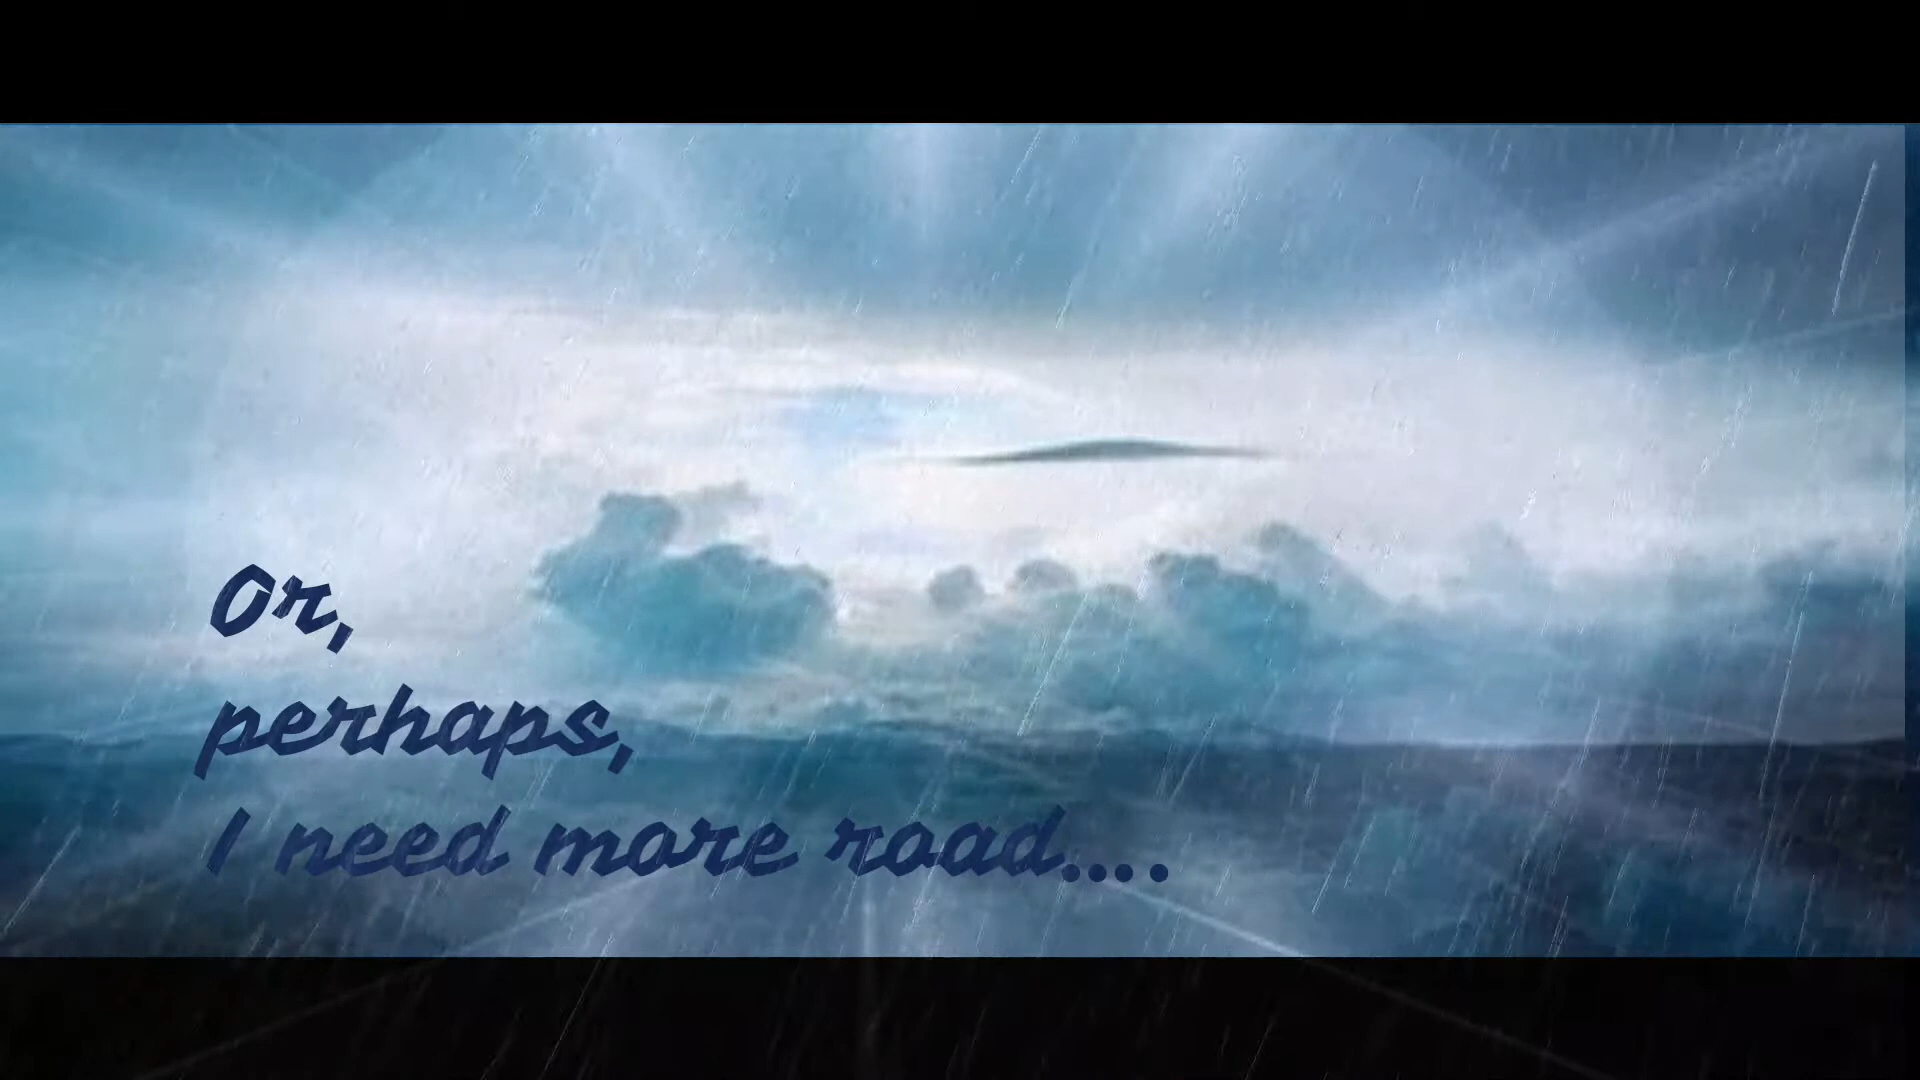 Or,
perhaps,
I need more road....